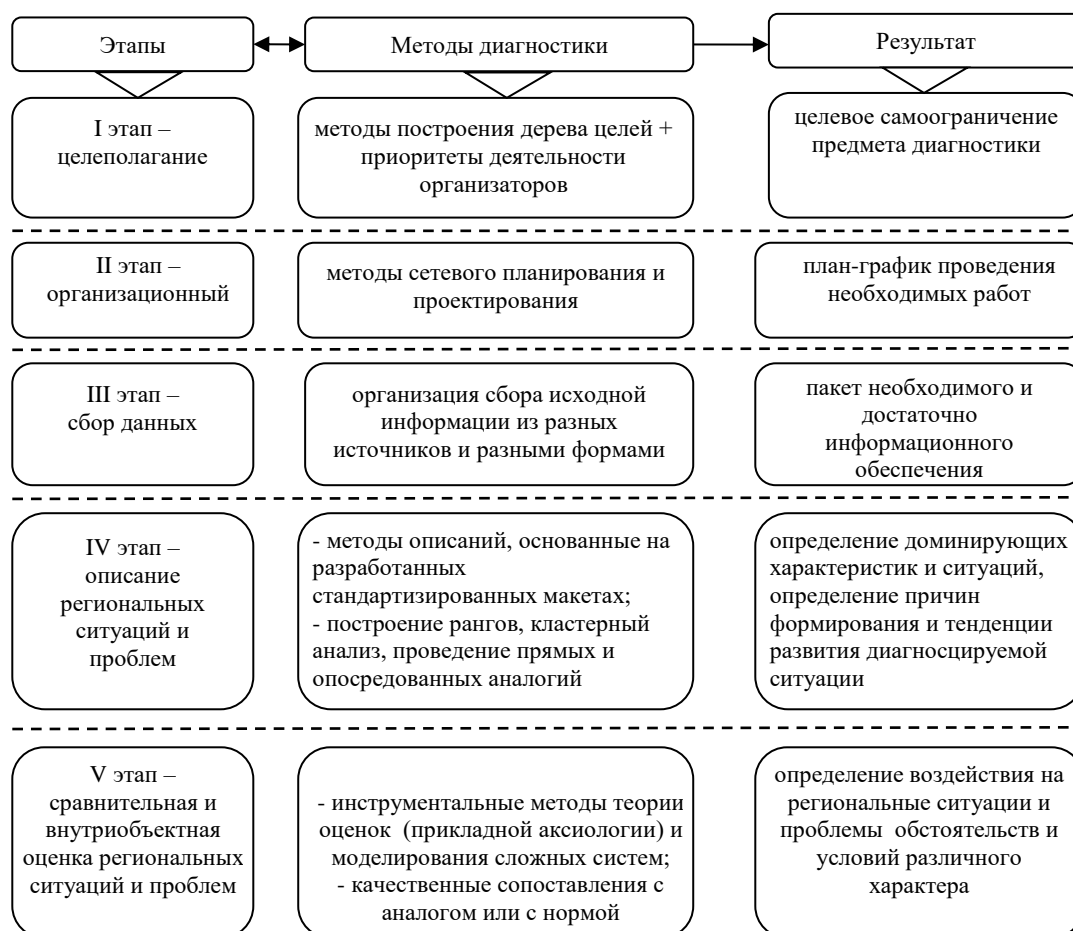 Этапы
Методы диагностики
Результат
I этап –
целеполагание
методы построения дерева целей +
приоритеты деятельности
организаторов
целевое самоограничение
предмета диагностики
II этап –
организационный
методы сетевого планирования и
проектирования
план-график проведения
необходимых работ
III этап –
сбор данных
организация сбора исходной
информации из разных
источников и разными формами
пакет необходимого и
достаточно
информационного
обеспечения
IV этап –
описание
региональных
ситуаций и
проблем
- методы описаний, основанные на
разработанных
стандартизированных макетах;
- построение рангов, кластерный
анализ, проведение прямых и
опосредованных аналогий
определение доминирующих
характеристик и ситуаций,
определение причин
формирования и тенденции
развития диагносцируемой
ситуации
V этап –
сравнительная и
внутриобъектная
оценка региональных
ситуаций и проблем
- инструментальные методы теории
оценок (прикладной аксиологии) и
моделирования сложных систем;
- качественные сопоставления с
аналогом или с нормой
определение воздействия на
региональные ситуации и
проблемы обстоятельств и
условий различного
характера